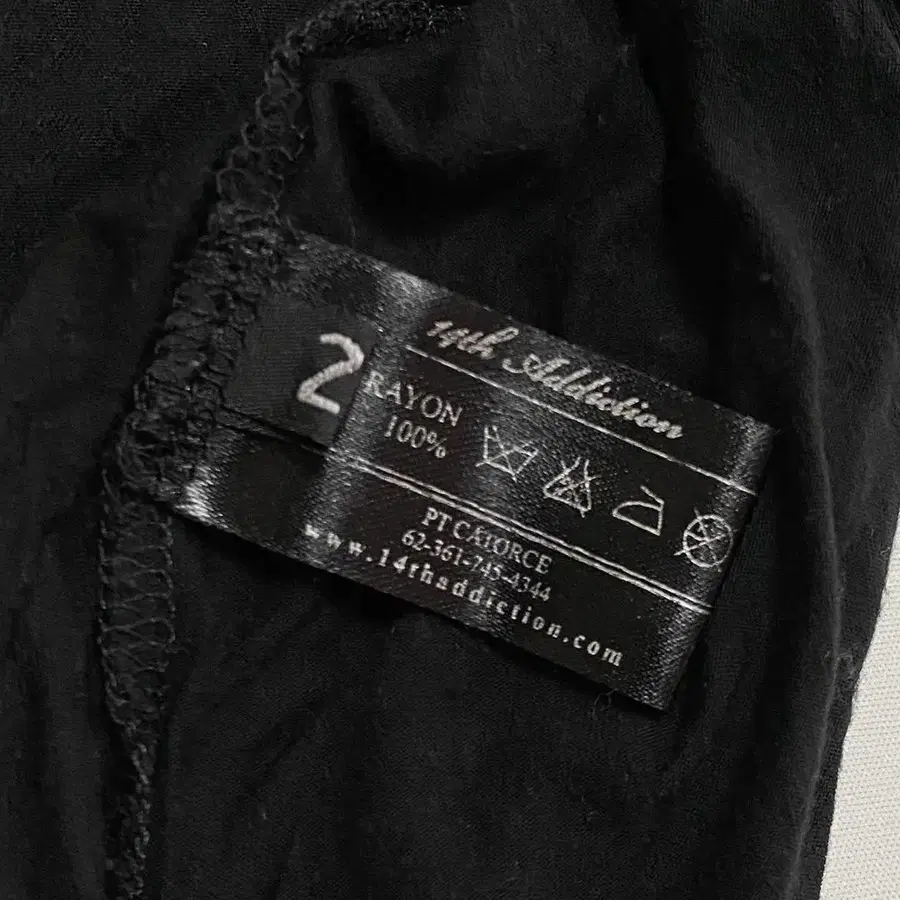 14th Addiction
2
RAYON
100%
PT CATORCE
62-361-745-4344
www.14thaddiction.com